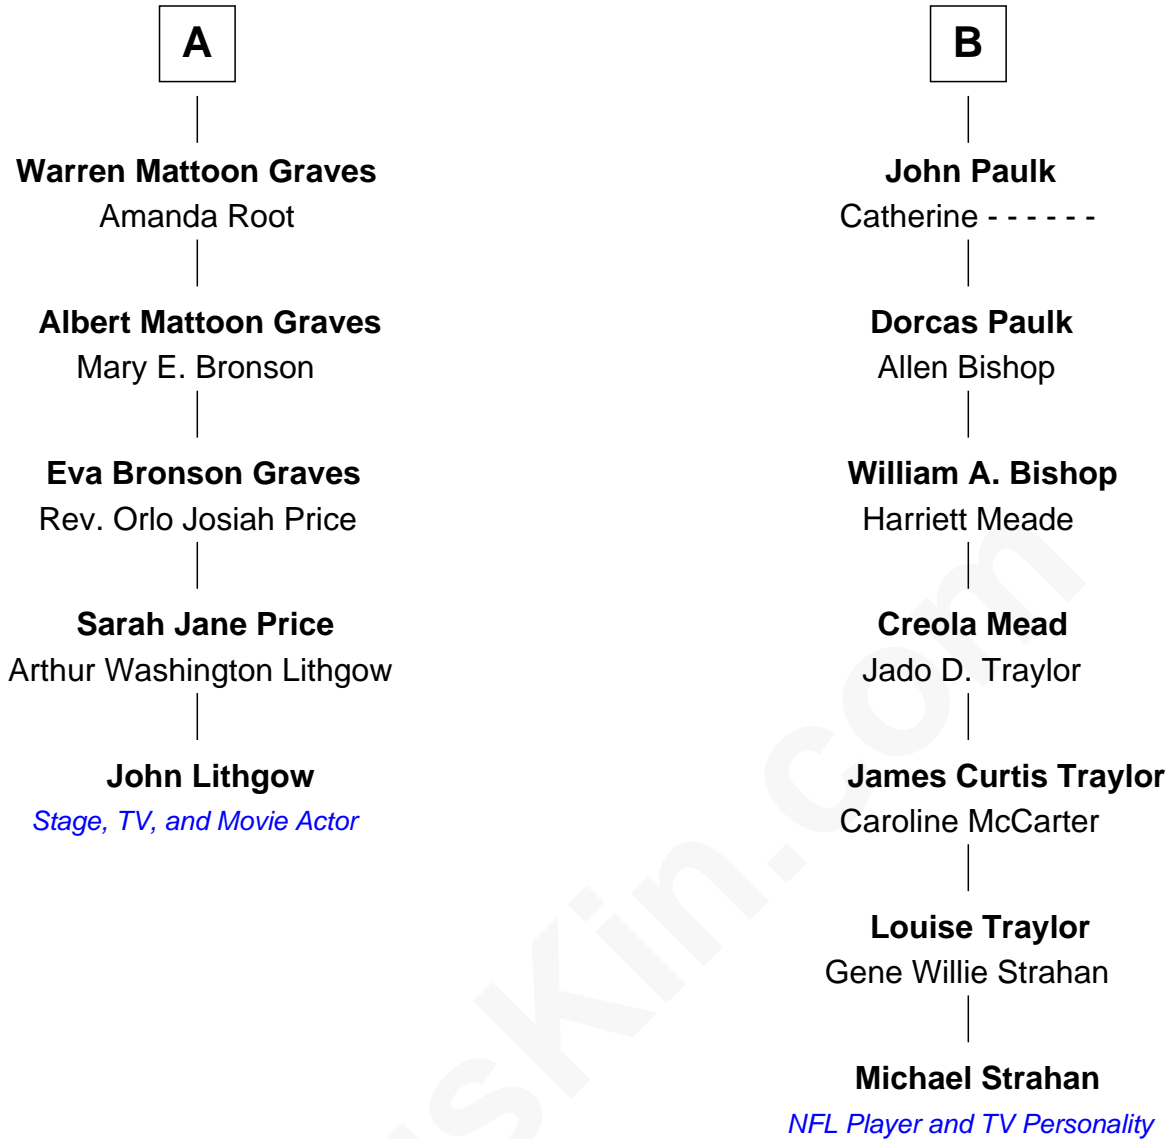 A
Warren Mattoon Graves
Amanda Root
Albert Mattoon Graves
Mary E. Bronson
Eva Bronson Graves
Rev. Orlo Josiah Price
Sarah Jane Price
Arthur Washington Lithgow
John Lithgow
Stage, TV, and Movie Actor
B
John Paulk
Catherine - - - - - -
Dorcas Paulk
Allen Bishop
William A. Bishop
Harriett Meade
Creola Mead
Jado D. Traylor
James Curtis Traylor
Caroline McCarter
Louise Traylor
Gene Willie Strahan
Michael Strahan
NFL Player and TV Personality
sKin.com